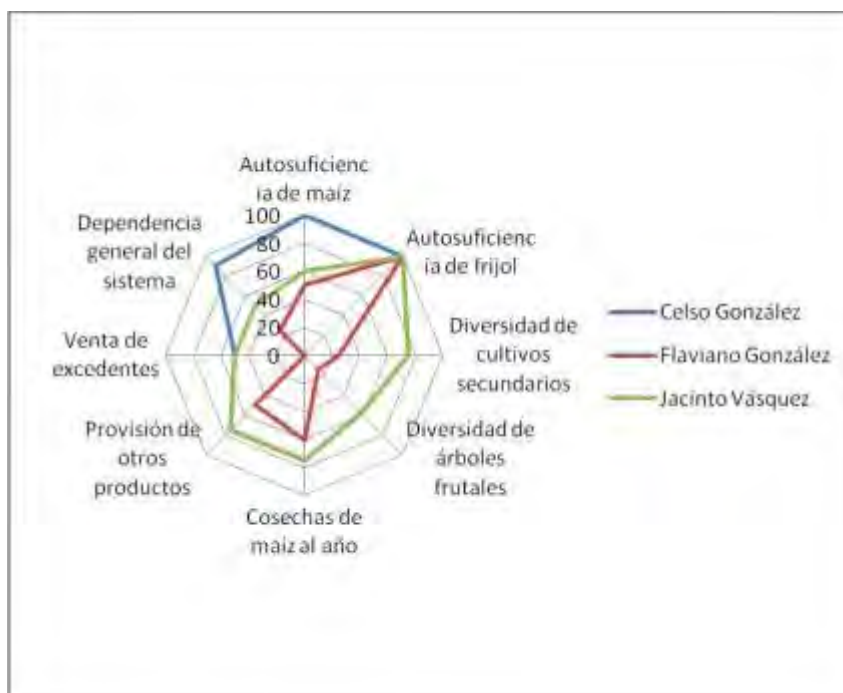 Autosuficienc
ia de maíz
100
80
60
40
20
0
Autosuficienc
ia de frijol
Diversidad de
cultivos
secundarios
Diversidad de
árboles
frutales
Cosechas de
maíz al año
Provisión de
otros
productos
Venta de
excedentes
Dependencia
general del
sistema
Celso González
Flaviano González
Jacinto Vásquez